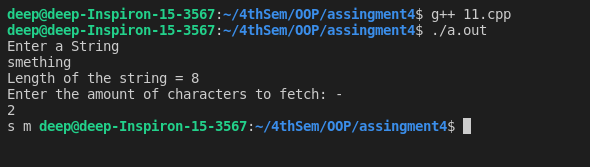 deep@deep-Inspiron-15-3567:~/4thSem/OOP/assingment4$ g++ 11.cpp
deep@deep-Inspiron-15-3567:~/4thSem/OOP/assingment4$ ./a.out
Enter a String
smething
Length of the string = 8
Enter the amount of characters to fetch: -
2
s m deep@deep-Inspiron-15-3567:~/4thSem/OOP/assingment4$